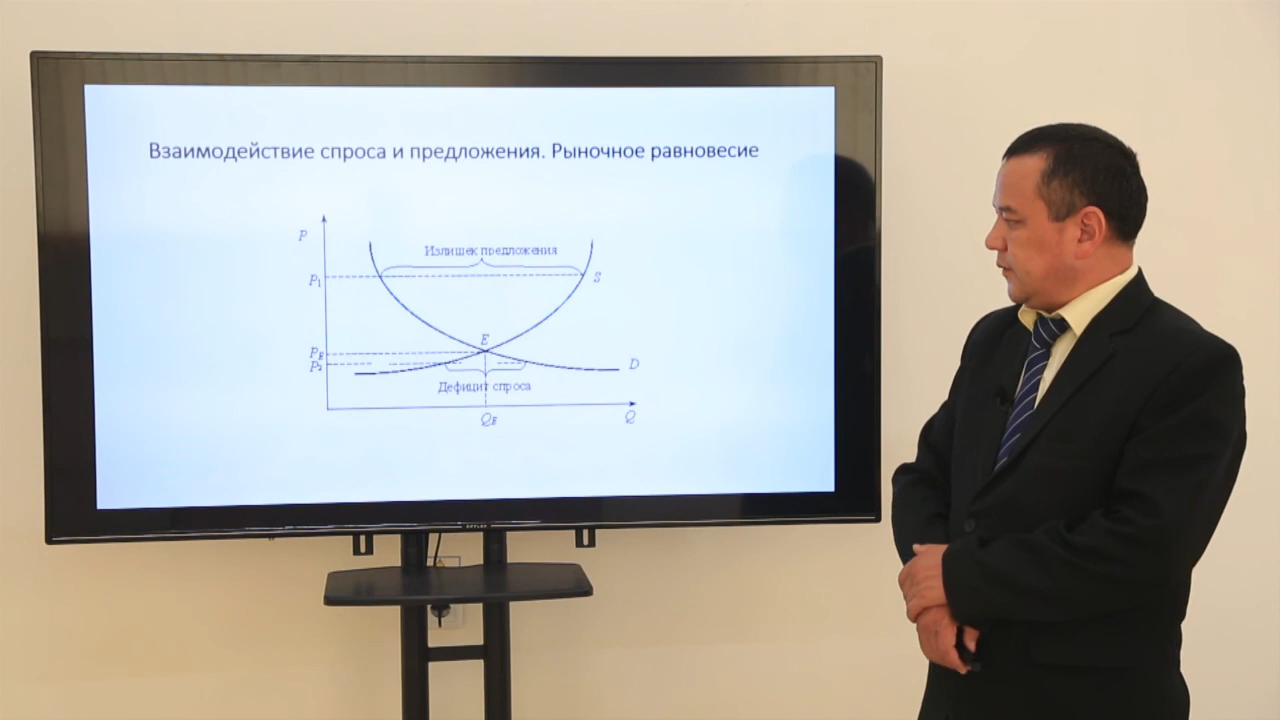 Взаимодействие спроса и предложения. Рыночное равновесие
P
Излишек предложения
P1
S
E
PE
P2
D
Дефицит спроса
QE
Q